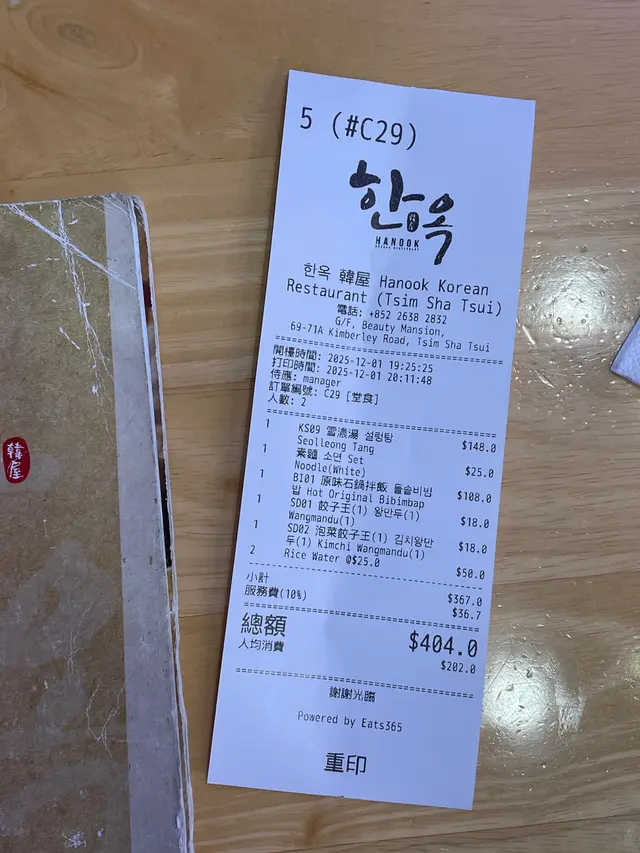 5 (#C29)
한옥
HANOOK
한옥 韓屋 Hanook Korean
Restaurant (Tsim Sha Tsui)
電話: +852 2638 2832
G/F, Beauty Mansion,
69-71A Kimberley Road, Tsim Sha Tsui
開檯時間: 2025-12-01 19:25:25
打印時間: 2025-12-01 20:11:48
侍應: manager
訂單編號: C29 [堂食]
人數: 2
1 KS09 雪濃湯 설렁탕 $148.0
Seolleong Tang
1 素麵 소면 Set $25.0
Noodle(White)
1 BI01 原味石鍋拌飯 돌솥비빔 $108.0
밥 Hot Original Bibimbap
1 SD01 餃子王(1) 왕만두(1) $18.0
Wangmandu(1)
1 SD02 泡菜餃子王(1) 김치왕만 $18.0
두(1) Kimchi Wangmandu(1)
2 Rice Water @$25.0 $50.0
小計 $367.0
服務費(10%) $36.7
總額 $404.0
人均消費 $202.0
謝謝光臨
Powered by Eats365
重印
韓屋